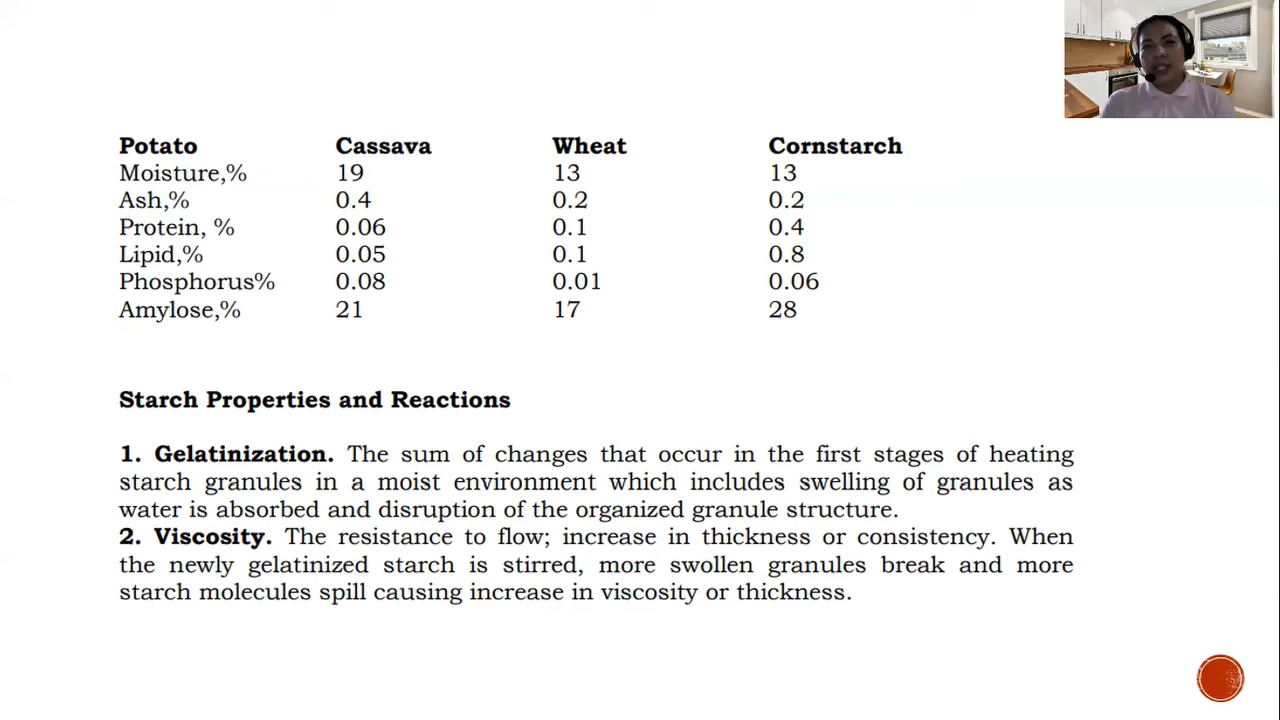 Potato Cassava Wheat Cornstarch
Moisture,% 19 13 13
Ash,% 0.4 0.2 0.2
Protein, % 0.06 0.1 0.4
Lipid,% 0.05 0.1 0.8
Phosphorus% 0.08 0.01 0.06
Amylose,% 21 17 28
Starch Properties and Reactions
1. Gelatinization. The sum of changes that occur in the first stages of heating
starch granules in a moist environment which includes swelling of granules as
water is absorbed and disruption of the organized granule structure.
2. Viscosity. The resistance to flow; increase in thickness or consistency. When
the newly gelatinized starch is stirred, more swollen granules break and more
starch molecules spill causing increase in viscosity or thickness.